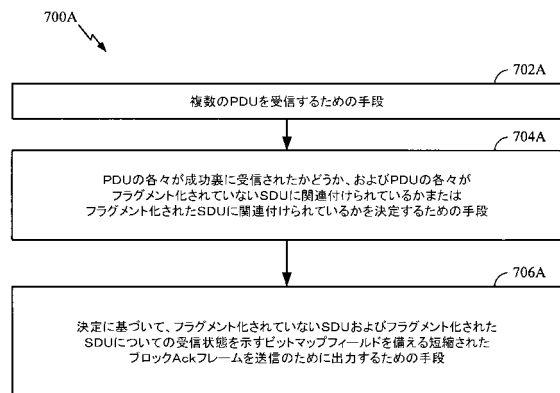 700A
702A
複数のPDUを受信するための手段
704A
PDUの各々が成功裏に受信されたかどうか、およびPDUの各々が
フラグメント化されていないSDUに関連付けられているかまたは
フラグメント化されたSDUに関連付けられているかを決定するための手段
706A
決定に基づいて、フラグメント化されていないSDUおよびフラグメント化された
SDUについての受信状態を示すビットマップフィールドを備える短縮された
ブロックAckフレームを送信のために出力するための手段